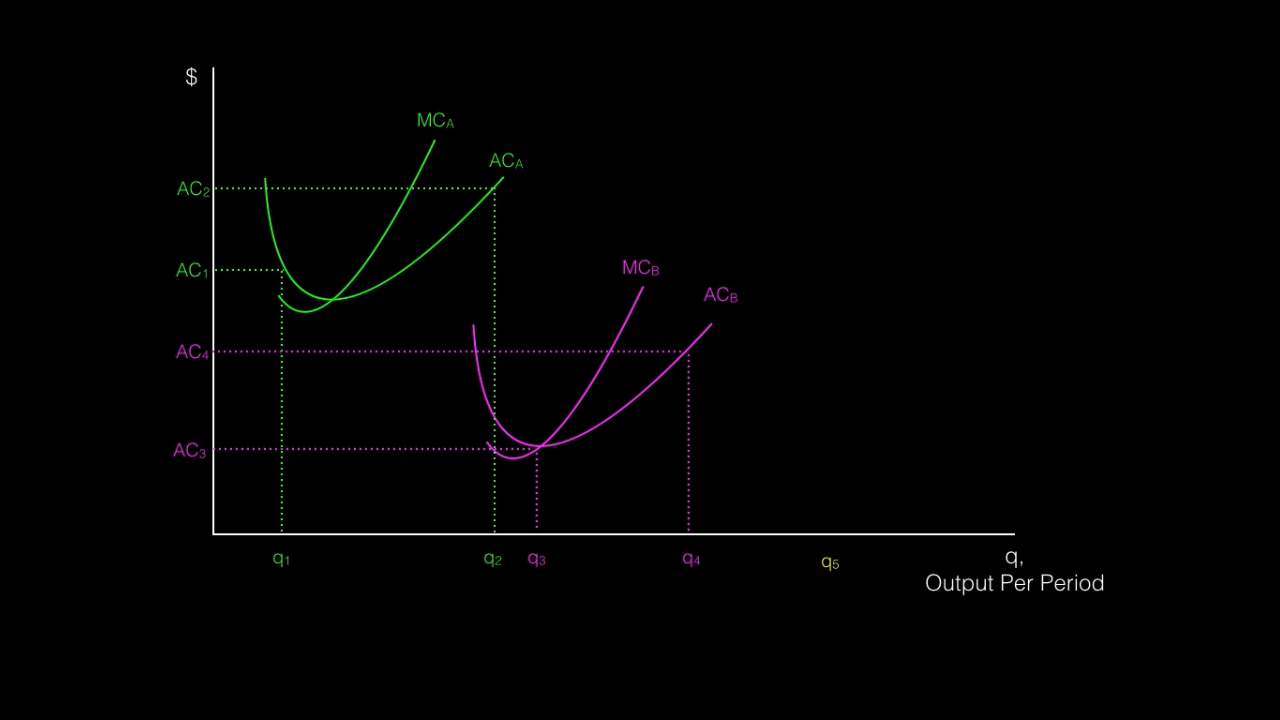 $
MCA
ACA
AC2
AC1
MCB
ACB
AC4
AC3
q1 q2 q3 q4 q5 q,
Output Per Period